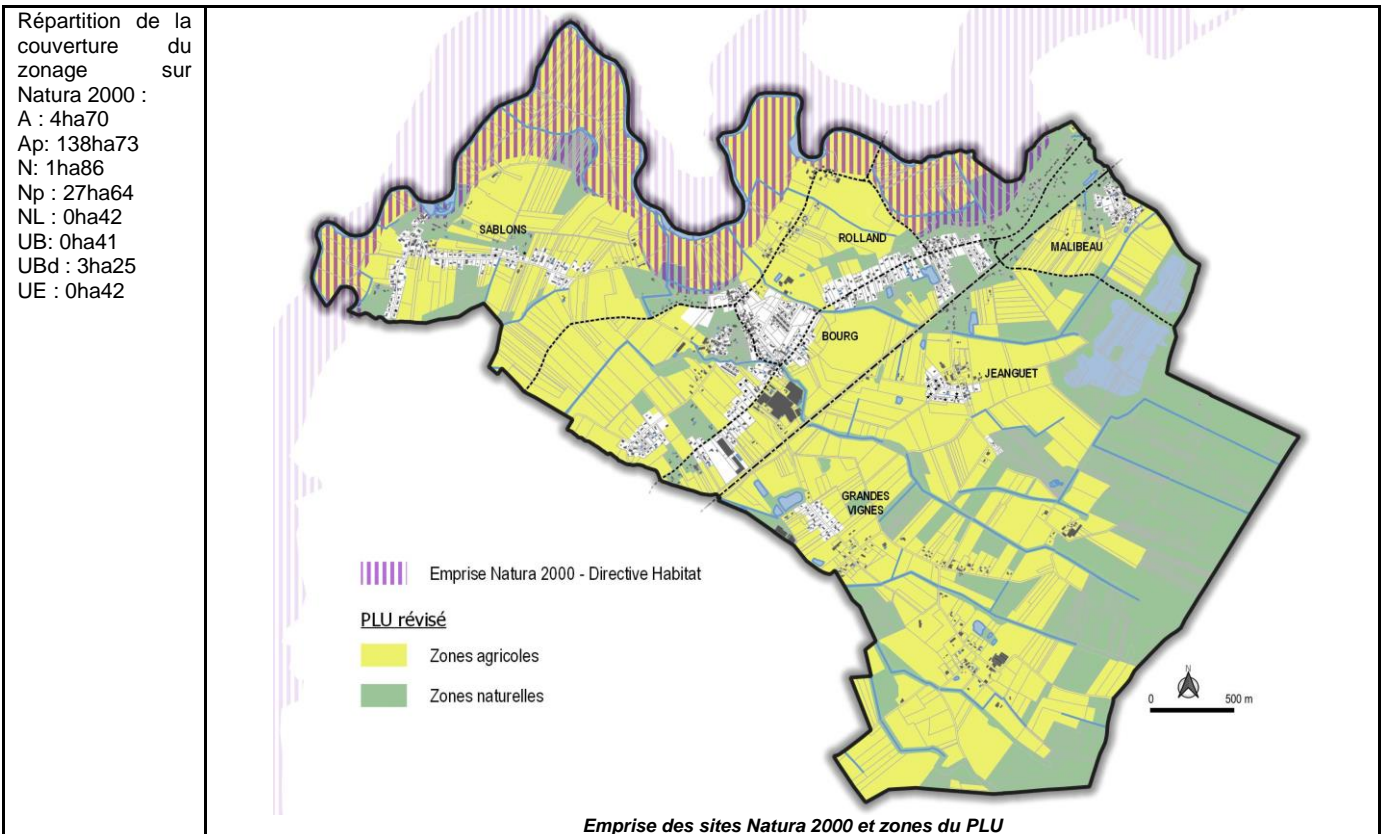 Répartition de la
couverture du
zonage sur
Natura 2000 :
A : 4ha70
Ap: 138ha73
N: 1ha86
Np : 27ha64
NL : 0ha42
UB: 0ha41
UBd : 3ha25
UE : 0ha42
SABLONS
ROLLAND
MALIBEAU
BOURG
JEANGUET
GRANDES
VIGNES
Emprise Natura 2000 - Directive Habitat
PLU révisé
Zones agricoles
Zones naturelles
N
0 500 m
Emprise des sites Natura 2000 et zones du PLU